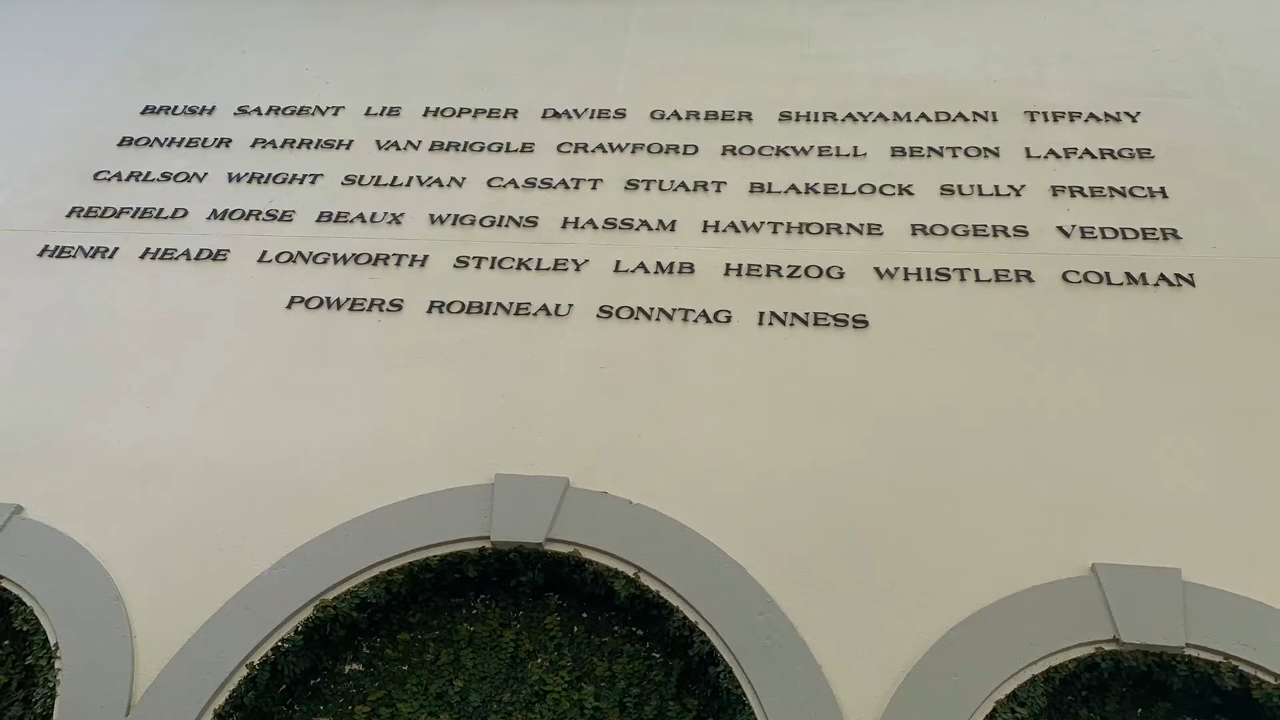 BRUSH SARGENT LIE HOPPER DAVIES GARBER SHIRAYAMADANI TIFFANY
BONHEUR PARRISH VAN BRIGGLE CRAWFORD ROCKWELL BENTON LAFARGE
CARLSON WRIGHT SULLIVAN CASSATT STUART BLAKELOCK SULLY FRENCH
REDFIELD MORSE BEAUX WIGGINS HASSAM HAWTHORNE ROGERS VEDDER
HENRI HEADE LONGWORTH STICKLEY LAMB HERZOG WHISTLER COLMAN
POWERS ROBINEAU SONNTAG INNESS